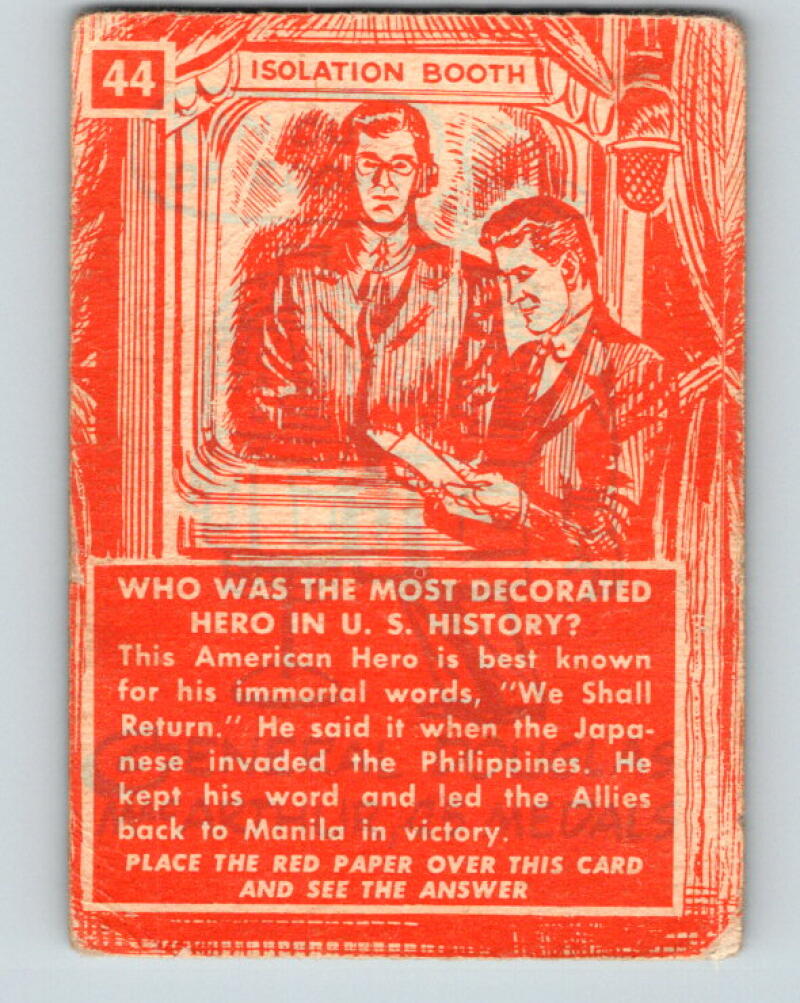 44
ISOLATION BOOTH
WHO WAS THE MOST DECORATED
HERO IN U. S. HISTORY?
This American Hero is best known
for his immortal words, "We Shall
Return." He said it when the Japa-
nese invaded the Philippines. He
kept his word and led the Allies
back to Manila in victory.
PLACE THE RED PAPER OVER THIS CARD
AND SEE THE ANSWER